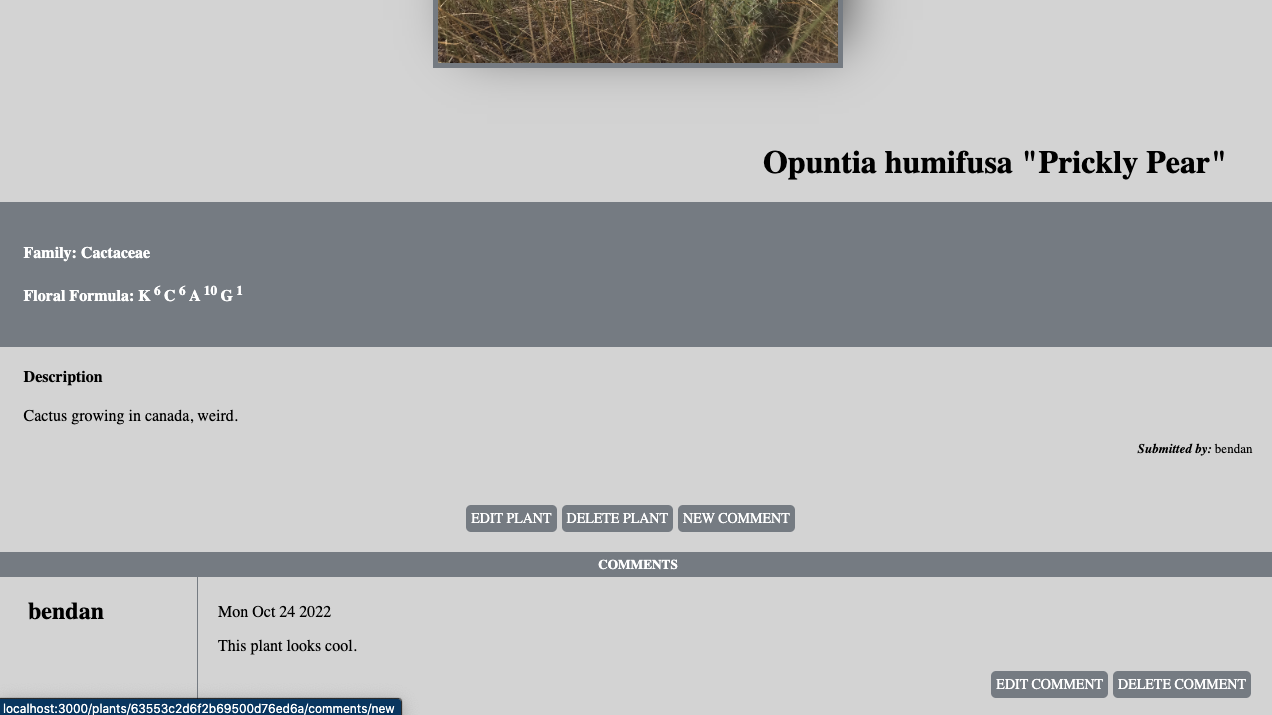 Opuntia humifusa "Prickly Pear"
Family: Cactaceae
Floral Formula: K 6 C 6 A 10 G 1
Description
Cactus growing in canada, weird.
Submitted by: bendan
EDIT PLANT DELETE PLANT NEW COMMENT
COMMENTS
bendan
Mon Oct 24 2022
This plant looks cool.
EDIT COMMENT DELETE COMMENT
localhost:3000/plants/63553c2d6f2b69500d76ed6a/comments/new